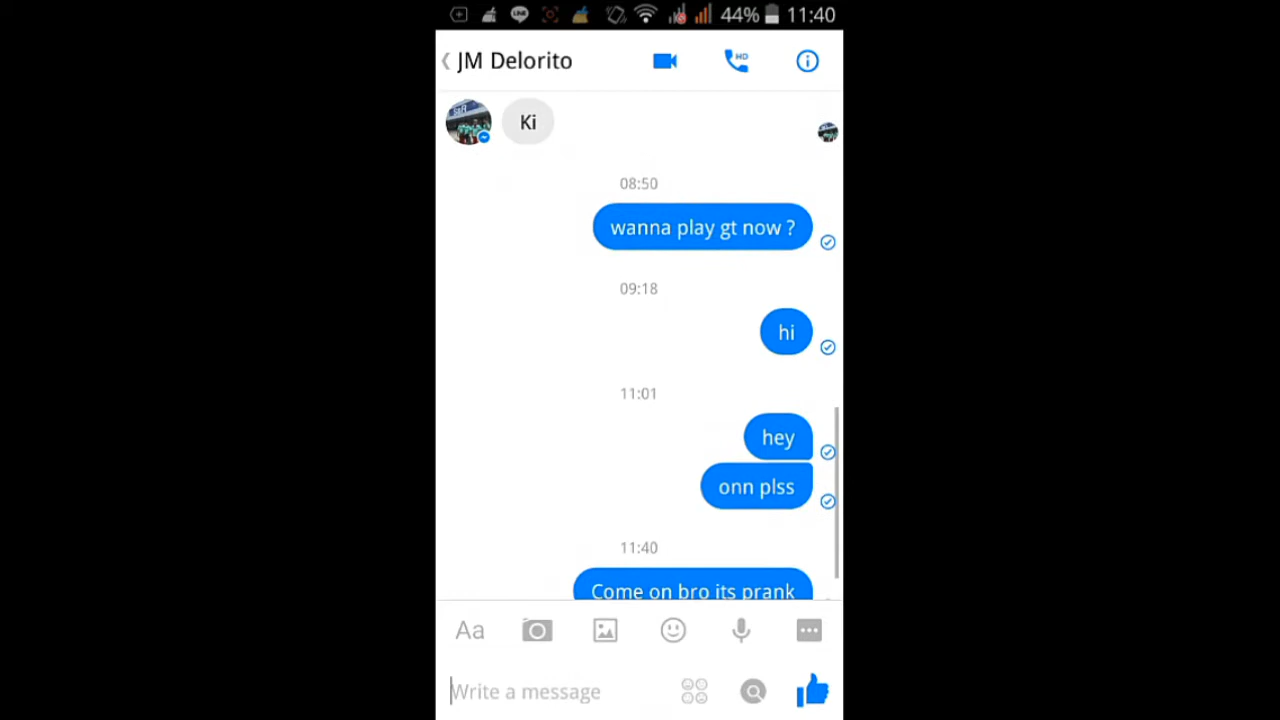 44% 11:40
JM Delorito
HD
Ki
08:50
wanna play gt now ?
09:18
hi
11:01
hey
onn plss
11:40
Come on bro its prank
Aa
Write a message